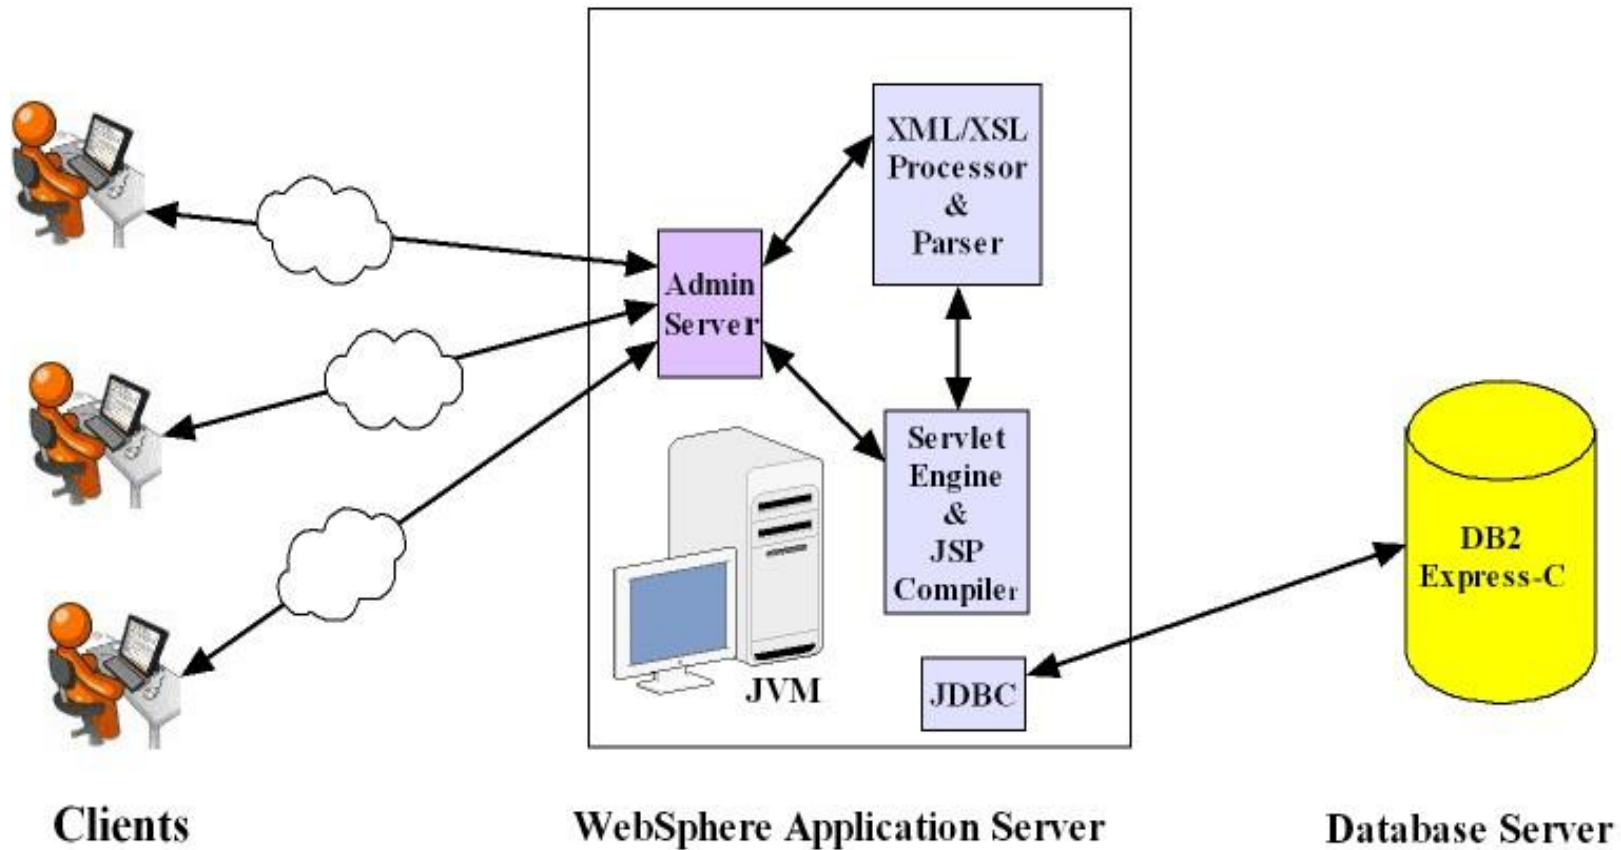 XML/XSL
Processor
&
Parser
Admin
Server
Servlet
Engine
&
JSP
Compiler
JVM
JDBC
DB2
Express-C
Clients
WebSphere Application Server
Database Server